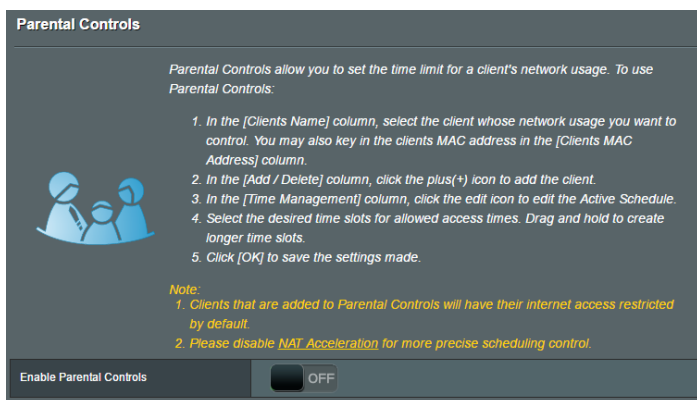 Parental Controls
Parental Controls allow you to set the time limit for a client's network usage. To use
Parental Controls:
1. In the [Clients Name] column, select the client whose network usage you want to
control. You may also key in the clients MAC address in the [Clients MAC
Address] column.
2. In the [Add / Delete] column, click the plus(+) icon to add the client.
3. In the [Time Management] column, click the edit icon to edit the Active Schedule.
4. Select the desired time slots for allowed access times. Drag and hold to create
longer time slots.
5. Click [OK] to save the settings made.
Note:
1. Clients that are added to Parental Controls will have their internet access restricted
by default.
2. Please disable NAT Acceleration for more precise scheduling control.
Enable Parental Controls
OFF